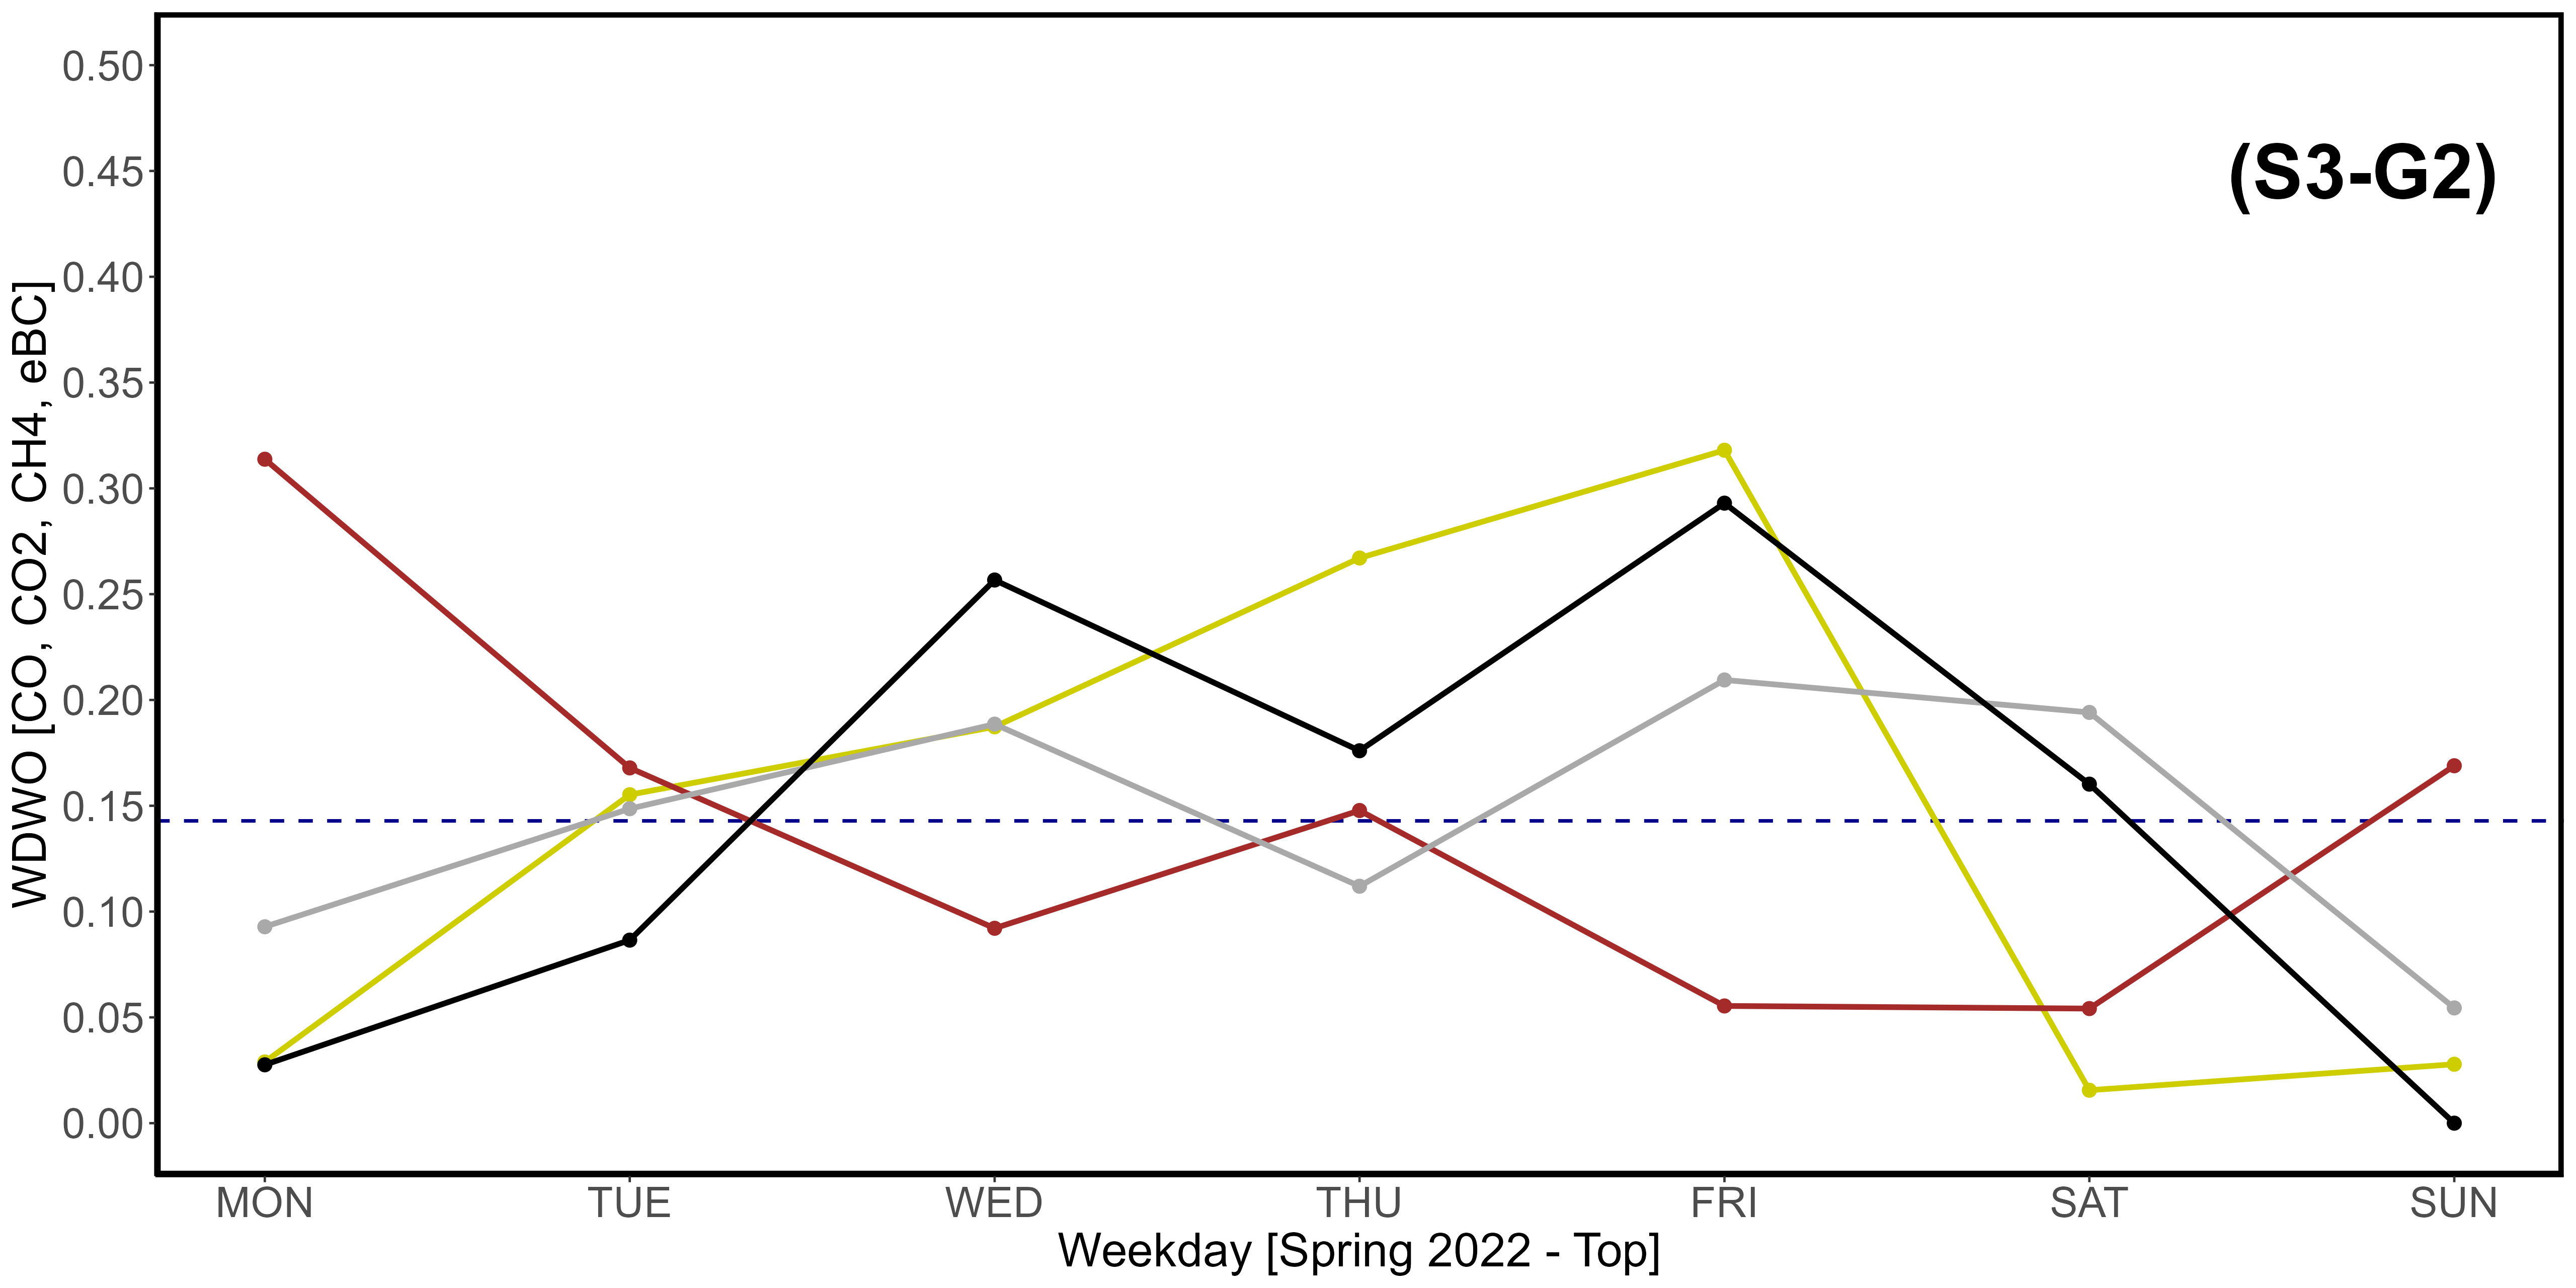 (S3-G2)
WDWO [CO, CO2, CH4, eBC]
0.50
0.45
0.40
0.35
0.30
0.25
0.20
0.15
0.10
0.05
0.00
MON TUE WED THU FRI SAT SUN
Weekday [Spring 2022 - Top]